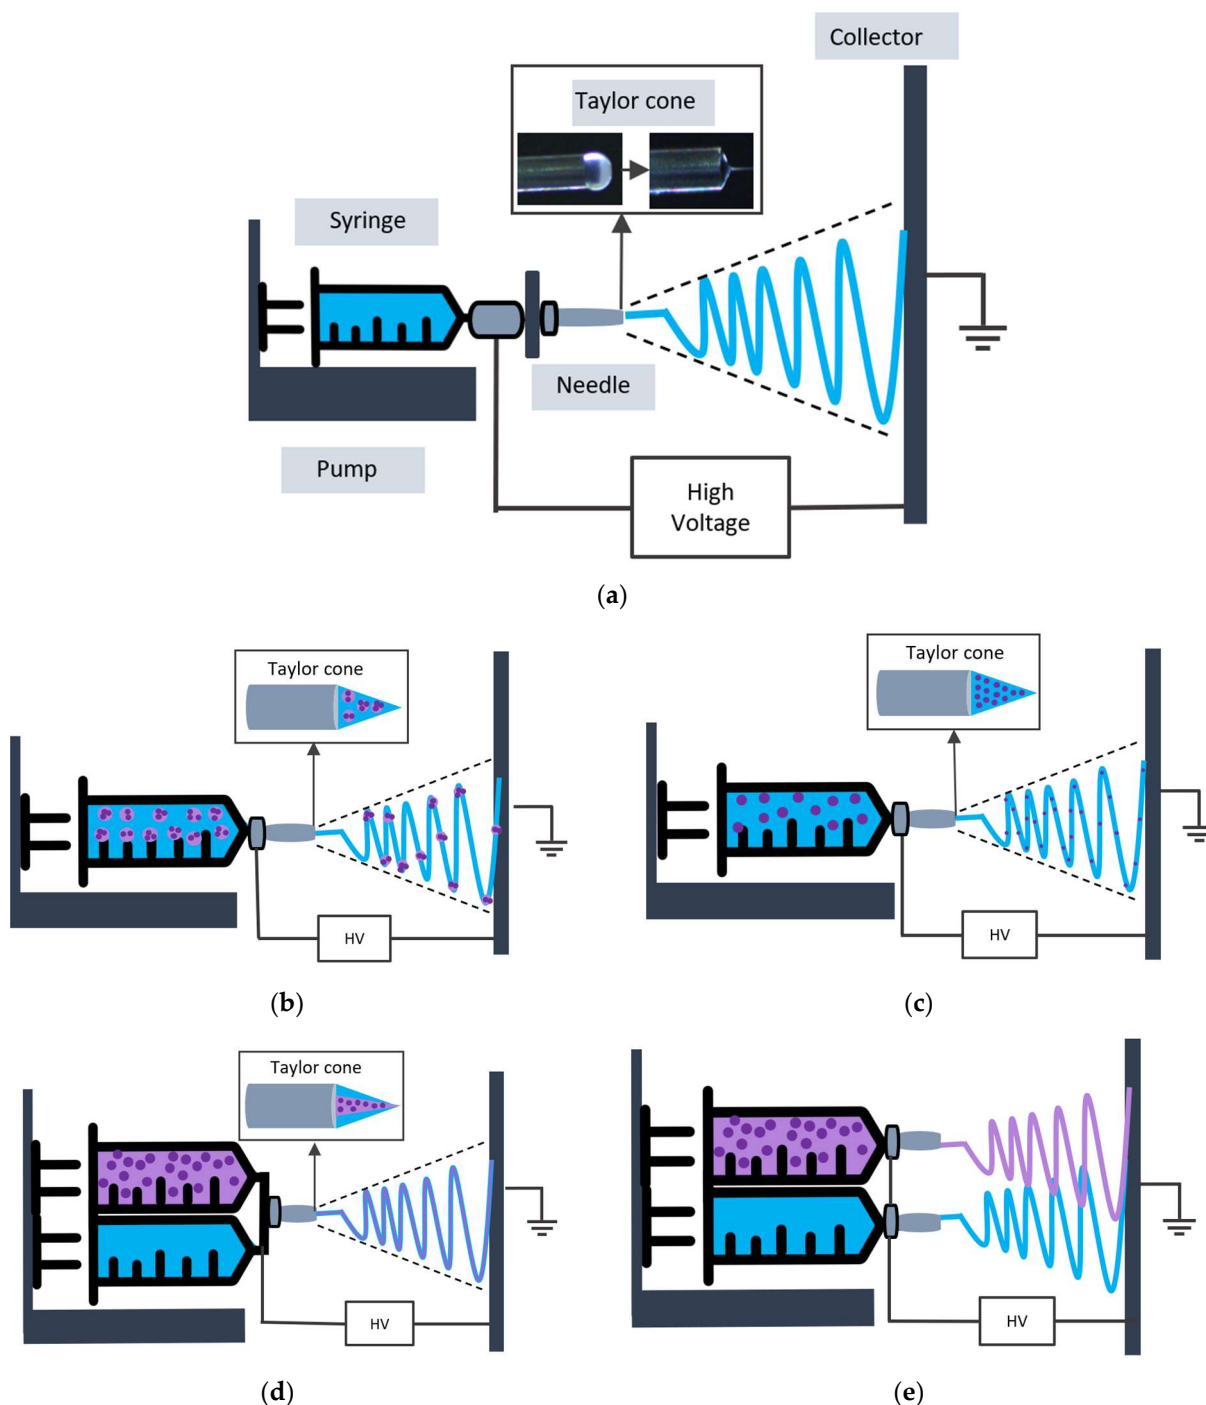 Collector
Taylor cone
Syringe
Needle
Pump
High
Voltage
(a)
Taylor cone
HV
(b)
Taylor cone
HV
(c)
Taylor cone
HV
(d)
HV
(e)